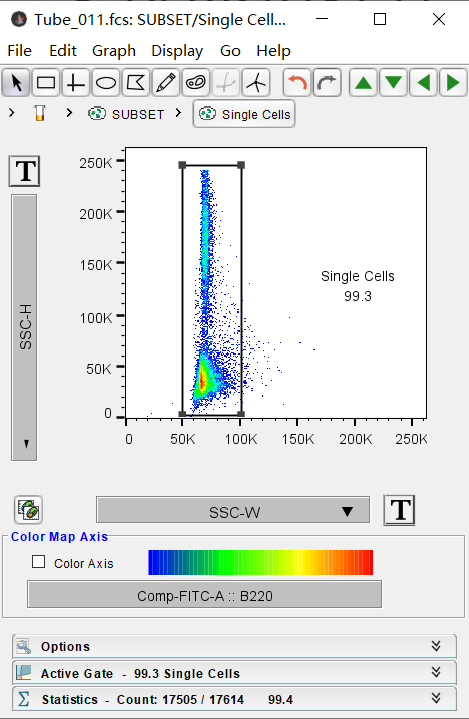 Tube_011.fcs: SUBSET/Single Cell...
File Edit Graph Display Go Help
T
SUBSET Single Cells
T
250K
200K
150K
100K
50K
0
SSC-H
Single Cells
99.3
0 50K 100K 150K 200K 250K
SSC-W
T
Color Map Axis
Color Axis
Comp-FITC-A :: B220
Options
Active Gate - 99.3 Single Cells
Statistics - Count: 17505 / 17614 99.4